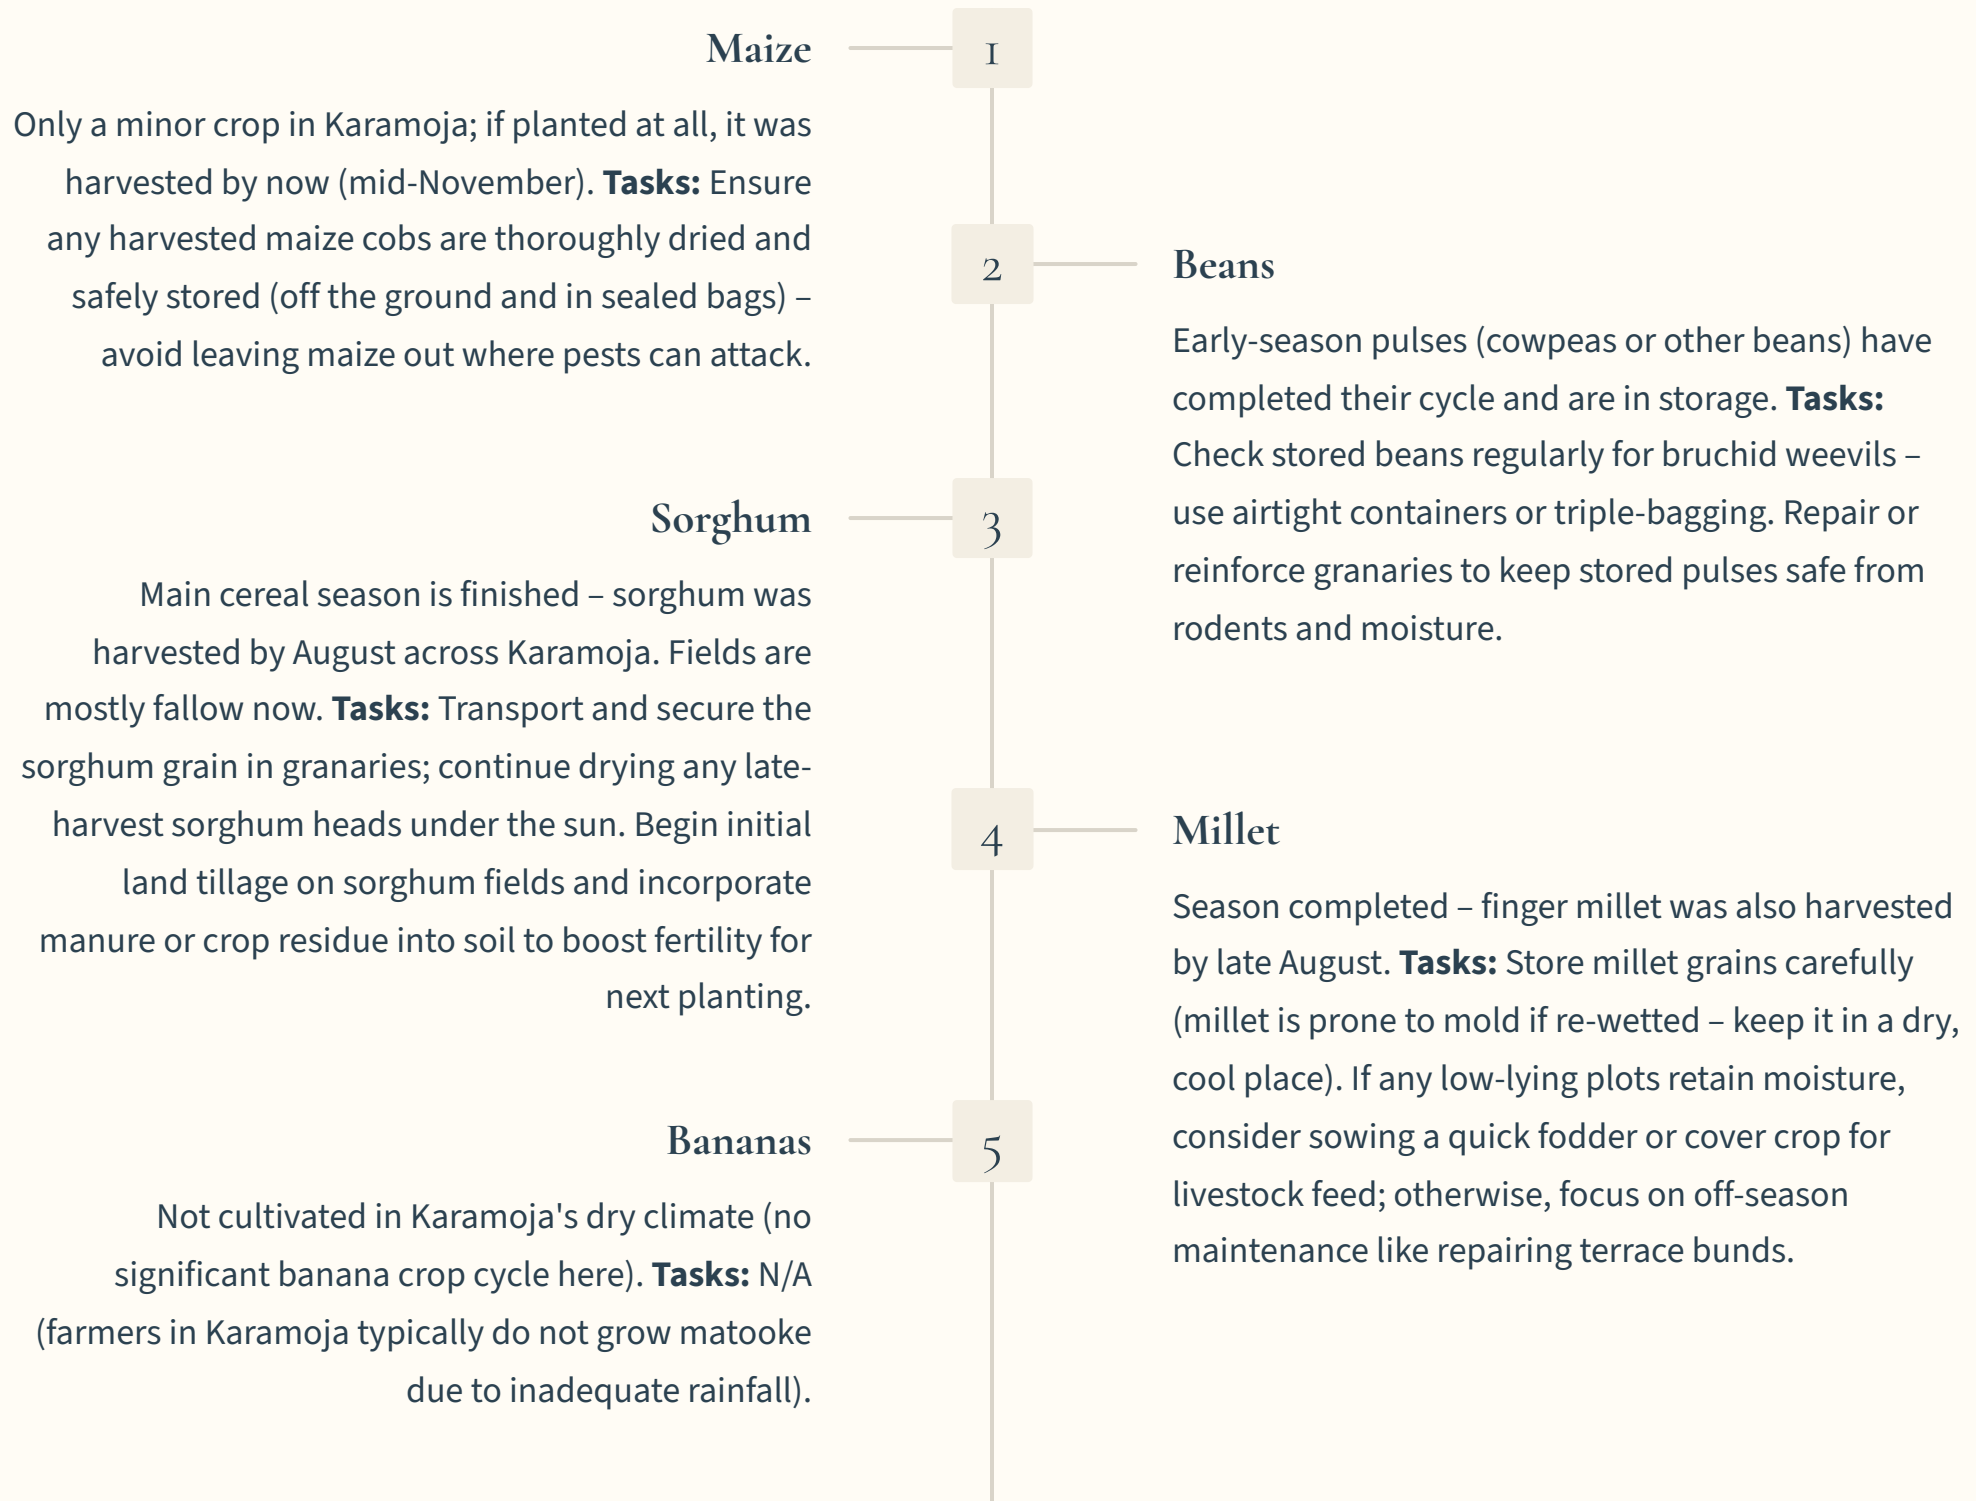 Maize
1
Only a minor crop in Karamoja; if planted at all, it was
harvested by now (mid-November). Tasks: Ensure
any harvested maize cobs are thoroughly dried and
safely stored (off the ground and in sealed bags) –
avoid leaving maize out where pests can attack.
2
Beans
Early-season pulses (cowpeas or other beans) have
completed their cycle and are in storage. Tasks:
Check stored beans regularly for bruchid weevils –
use airtight containers or triple-bagging. Repair or
reinforce granaries to keep stored pulses safe from
rodents and moisture.
Sorghum
3
Main cereal season is finished – sorghum was
harvested by August across Karamoja. Fields are
mostly fallow now. Tasks: Transport and secure the
sorghum grain in granaries; continue drying any late-
harvest sorghum heads under the sun. Begin initial
land tillage on sorghum fields and incorporate
manure or crop residue into soil to boost fertility for
next planting.
4
Millet
Season completed – finger millet was also harvested
by late August. Tasks: Store millet grains carefully
(millet is prone to mold if re-wetted – keep it in a dry,
cool place). If any low-lying plots retain moisture,
consider sowing a quick fodder or cover crop for
livestock feed; otherwise, focus on off-season
maintenance like repairing terrace bunds.
Bananas
5
Not cultivated in Karamoja's dry climate (no
significant banana crop cycle here). Tasks: N/A
(farmers in Karamoja typically do not grow matooke
due to inadequate rainfall).